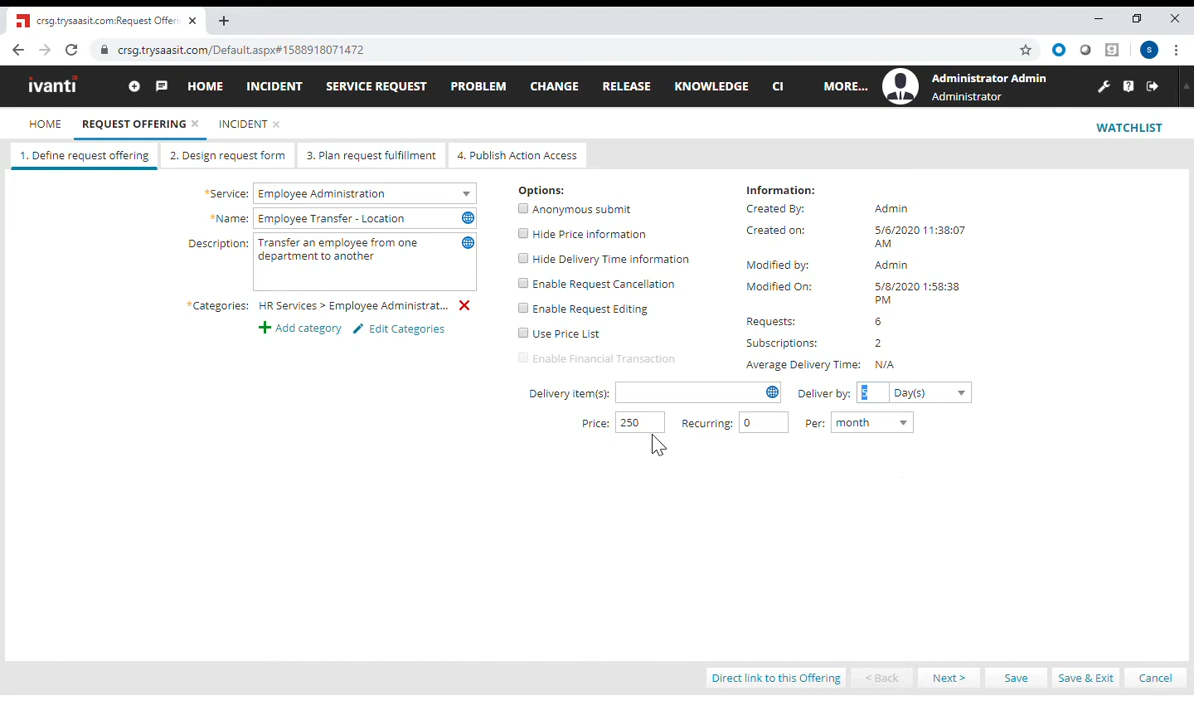 crsg.trysaasit.com:Request Offeri
crsg.trysaasit.com/Default.aspx#1588918071472
S
ivanti
HOME INCIDENT SERVICE REQUEST PROBLEM CHANGE RELEASE KNOWLEDGE CI MORE...
Administrator Admin
Administrator
HOME REQUEST OFFERING INCIDENT
WATCHLIST
1. Define request offering 2. Design request form 3. Plan request fulfillment 4. Publish Action Access
*Service: Employee Administration
*Name: Employee Transfer - Location
Description: Transfer an employee from one
department to another
*Categories: HR Services > Employee Administrat...
Add category Edit Categories
Options:
Anonymous submit
Hide Price information
Hide Delivery Time information
Enable Request Cancellation
Enable Request Editing
Use Price List
Enable Financial Transaction
Information:
Created By: Admin
Created on: 5/6/2020 11:38:07
AM
Modified by: Admin
Modified On: 5/8/2020 1:58:38
PM
Requests: 6
Subscriptions: 2
Average Delivery Time: N/A
Delivery item(s): Deliver by: 5 Day(s)
Price: 250 Recurring: 0 Per: month
Direct link to this Offering < Back Next > Save Save & Exit Cancel